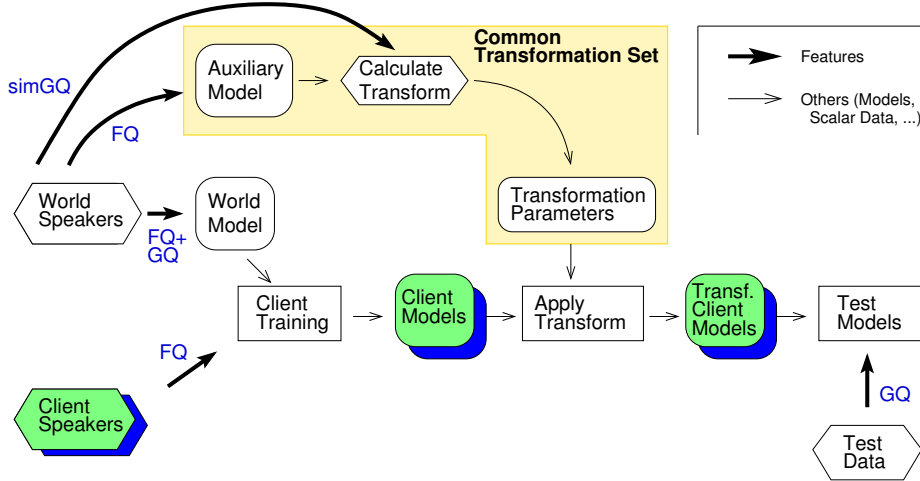 Common
Transformation Set
Auxiliary
Model
Calculate
Transform
Features
simGQ
FQ
Others (Models,
Scalar Data, ...)
World
Speakers
FQ+
GQ
World
Model
Transformation
Parameters
Client
Training
Client
Models
Apply
Transform
Transf.
Client
Models
Test
Models
FQ
Client
Speakers
GQ
Test
Data